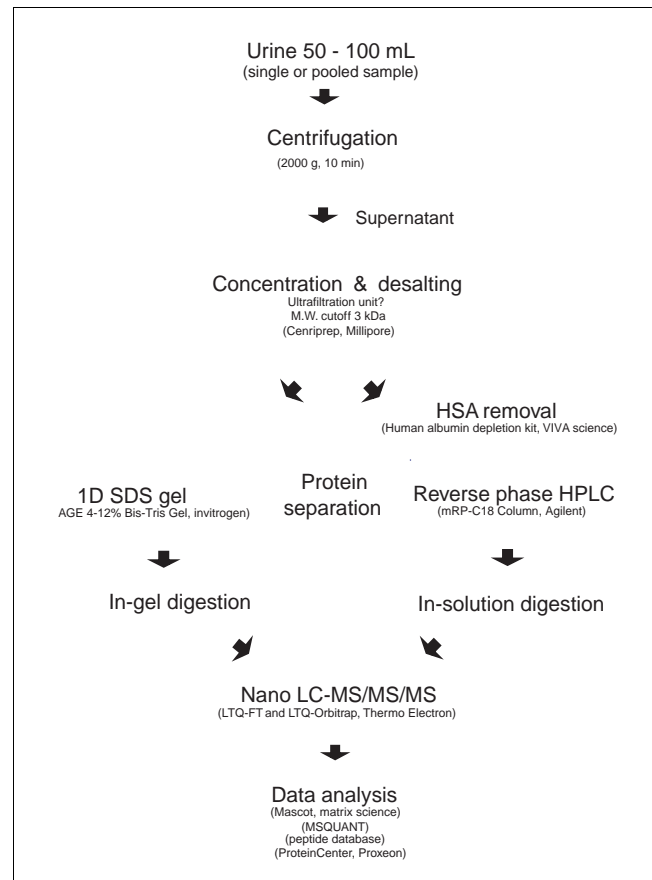 Urine 50 - 100 mL
(single or pooled sample)
Centrifugation
(2000 g, 10 min)
Supernatant
Concentration & desalting
Ultrafiltration unit?
M.W. cutoff 3 kDa
(Cenriprep, Millipore)
HSA removal
(Human albumin depletion kit, VIVA science)
Protein
separation
1D SDS gel
AGE 4-12% Bis-Tris Gel, invitrogen)
Reverse phase HPLC
(mRP-C18 Column, Agilent)
In-gel digestion
In-solution digestion
Nano LC-MS/MS/MS
(LTQ-FT and LTQ-Orbitrap, Thermo Electron)
Data analysis
(Mascot, matrix science)
(MSQUANT)
(peptide database)
(ProteinCenter, Proxeon)